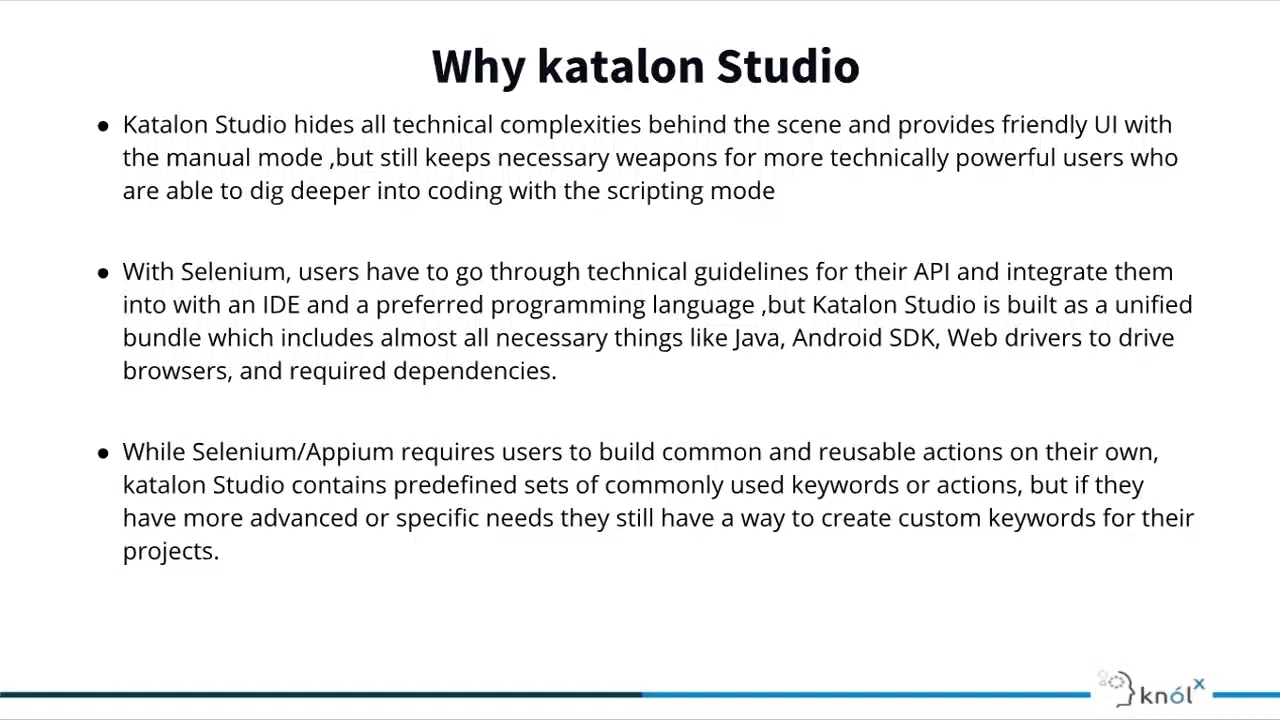 Why katalon Studio
● Katalon Studio hides all technical complexities behind the scene and provides friendly UI with
the manual mode ,but still keeps necessary weapons for more technically powerful users who
are able to dig deeper into coding with the scripting mode
● With Selenium, users have to go through technical guidelines for their API and integrate them
into with an IDE and a preferred programming language ,but Katalon Studio is built as a unified
bundle which includes almost all necessary things like Java, Android SDK, Web drivers to drive
browsers, and required dependencies.
● While Selenium/Appium requires users to build common and reusable actions on their own,
katalon Studio contains predefined sets of commonly used keywords or actions, but if they
have more advanced or specific needs they still have a way to create custom keywords for their
projects.
knólx